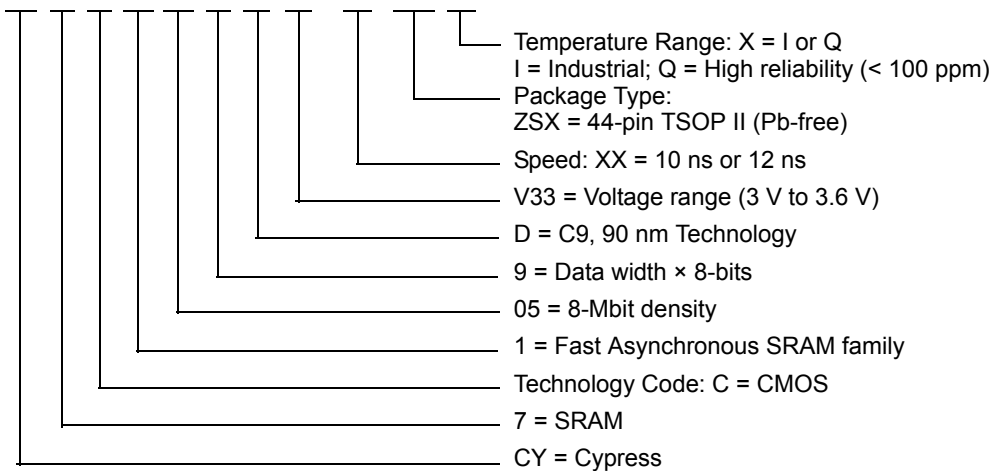 Temperature Range: X = I or Q
I = Industrial; Q = High reliability (< 100 ppm)
Package Type:
ZSX = 44-pin TSOP II (Pb-free)
Speed: XX = 10 ns or 12 ns
V33 = Voltage range (3 V to 3.6 V)
D = C9, 90 nm Technology
9 = Data width × 8-bits
05 = 8-Mbit density
1 = Fast Asynchronous SRAM family
Technology Code: C = CMOS
7 = SRAM
CY = Cypress